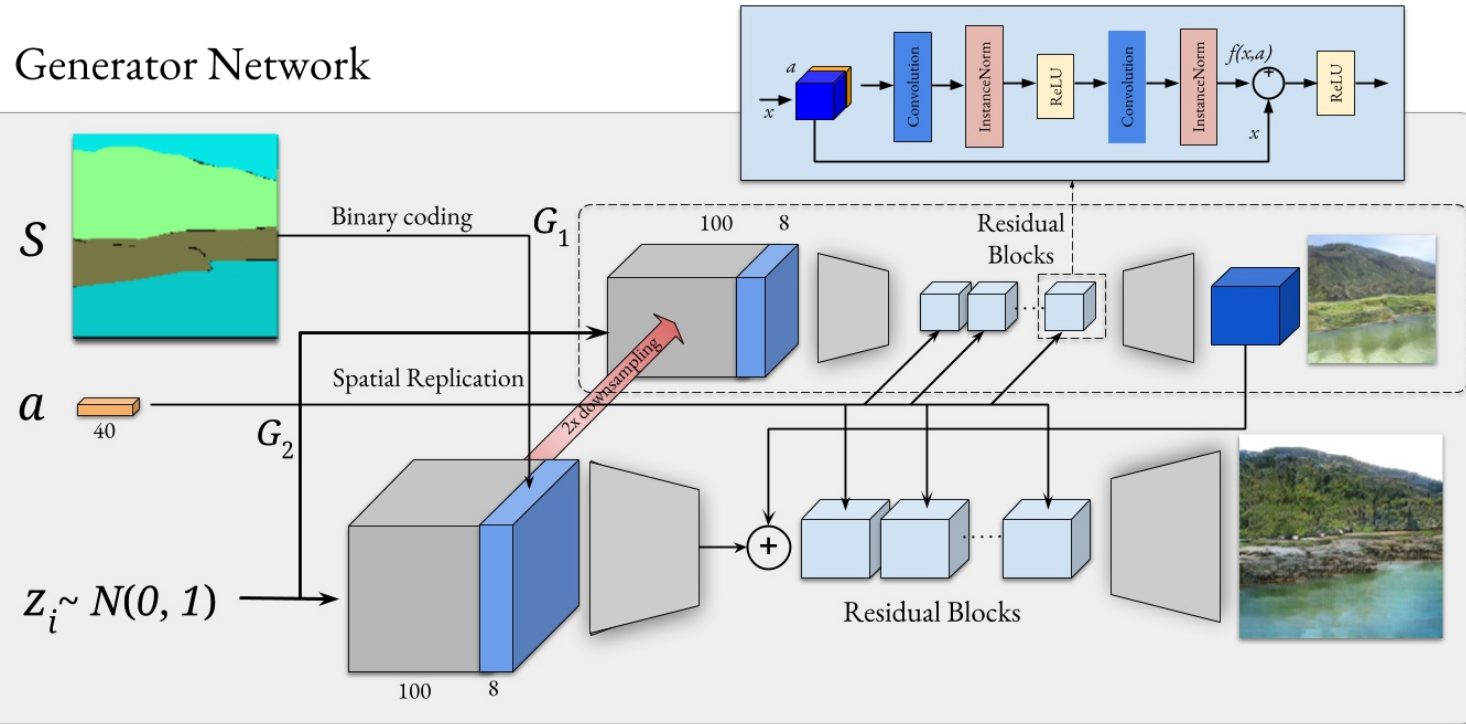 Generator Network
a
x
Convolution
InstanceNorm
ReLU
Convolution
InstanceNorm
f(x,a)
+
x
ReLU
S
Binary coding
G1
100
8
Residual
Blocks
2x downsampling
Spatial Replication
a
40
G2
+
zi~ N(0, 1)
100
8
Residual Blocks